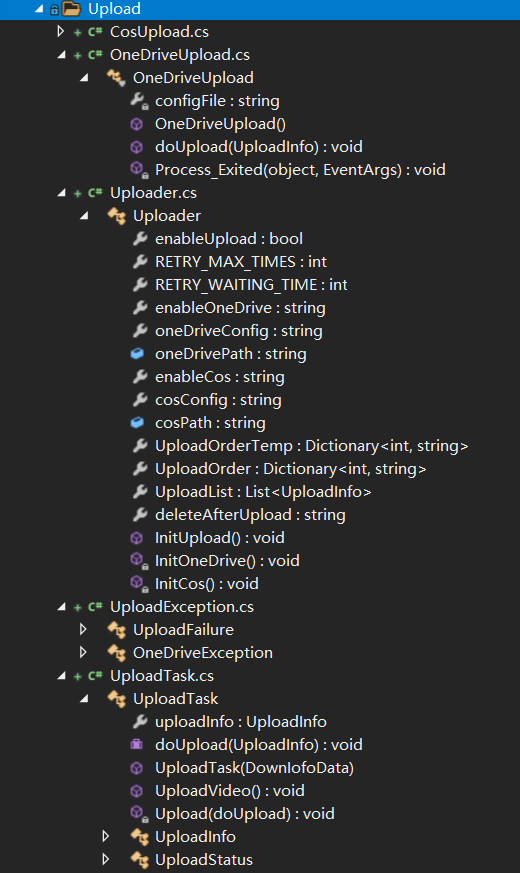 Upload
C# CosUpload.cs
C# OneDriveUpload.cs
OneDriveUpload
configFile : string
OneDriveUpload()
doUpload(UploadInfo) : void
Process_Exited(object, EventArgs) : void
C# Uploader.cs
Uploader
enableUpload : bool
RETRY_MAX_TIMES : int
RETRY_WAITING_TIME : int
enableOneDrive : string
oneDriveConfig : string
oneDrivePath : string
enableCos : string
cosConfig : string
cosPath : string
UploadOrderTemp : Dictionary<int, string>
UploadOrder : Dictionary<int, string>
UploadList : List<UploadInfo>
deleteAfterUpload : string
InitUpload() : void
InitOneDrive() : void
InitCos() : void
C# UploadException.cs
UploadFailure
OneDriveException
C# UploadTask.cs
UploadTask
uploadInfo : UploadInfo
doUpload(UploadInfo) : void
UploadTask(DownIofoData)
UploadVideo() : void
Upload(doUpload) : void
UploadInfo
UploadStatus